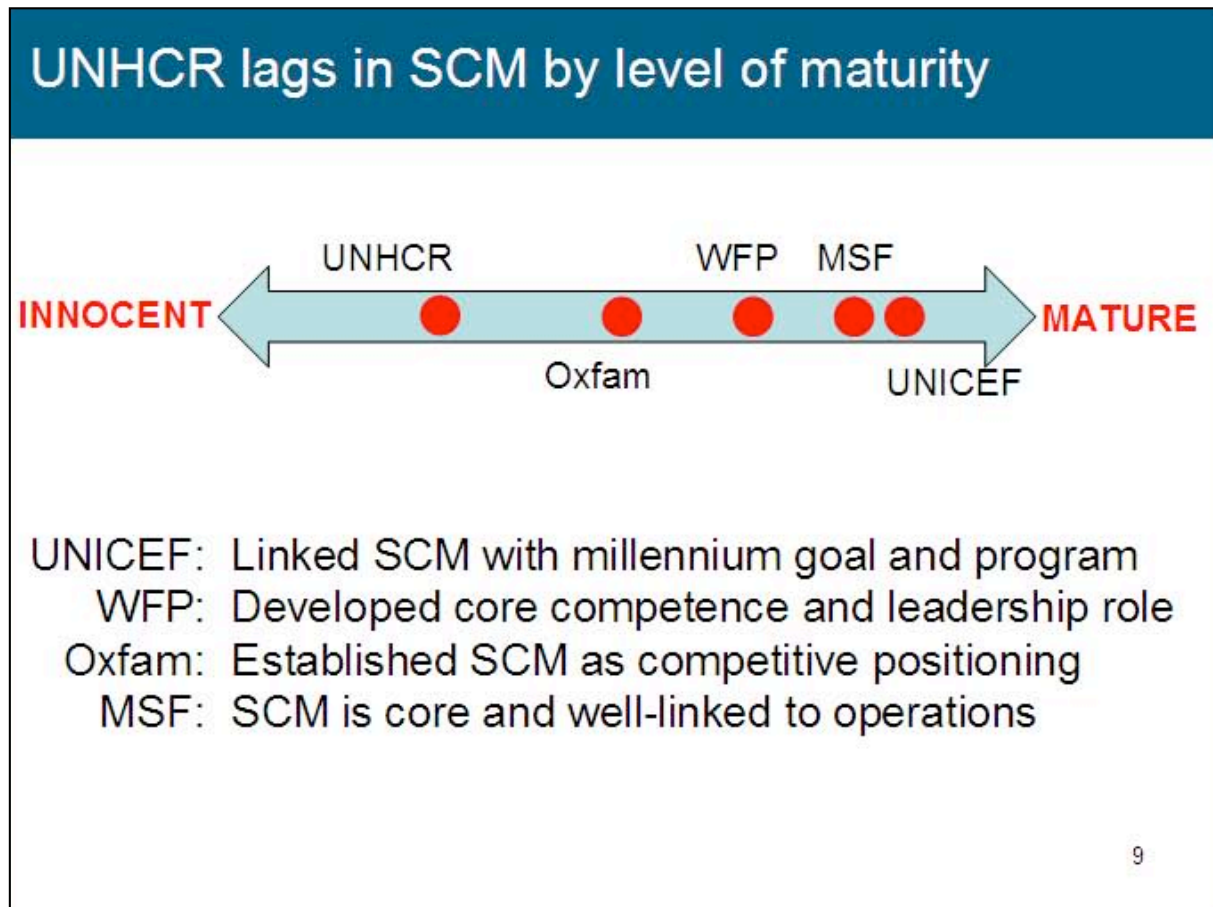 UNHCR lags in SCM by level of maturity
UNHCR WFP MSF
INNOCENT MATURE
Oxfam UNICEF
UNICEF: Linked SCM with millennium goal and program
WFP: Developed core competence and leadership role
Oxfam: Established SCM as competitive positioning
MSF: SCM is core and well-linked to operations
9